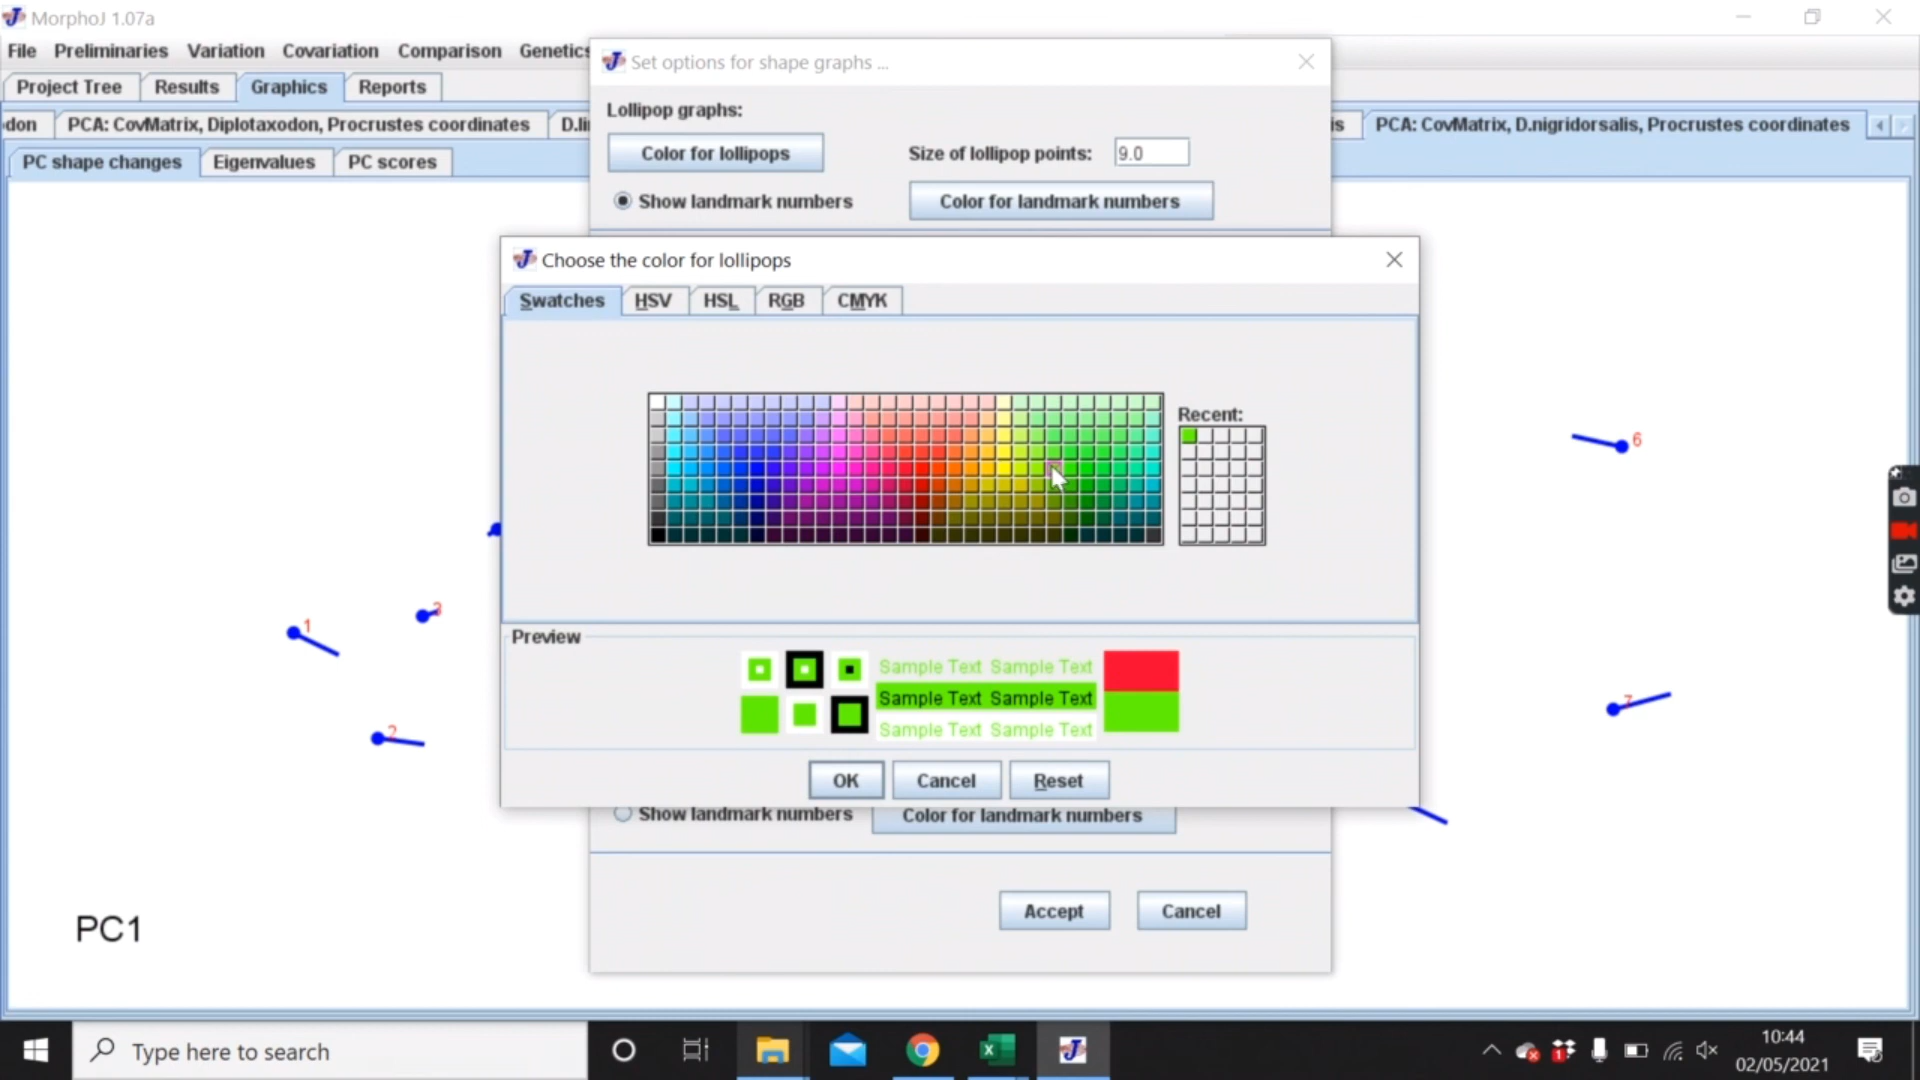 MorphoJ 1.07a
File Preliminaries Variation Covariation Comparison Genetics
Set options for shape graphs ...
Project Tree Results Graphics Reports
Lollipop graphs:
PCA: CovMatrix, Diplotaxodon, Procrustes coordinates
PCA: CovMatrix, D.nigridorsalis, Procrustes coordinates
PC shape changes Eigenvalues PC scores
Color for lollipops Size of lollipop points: 9.0
Show landmark numbers Color for landmark numbers
Choose the color for lollipops
Swatches HSV HSL RGB CMYK
Recent:
6
3
1
2
7
Preview
Sample Text Sample Text
Sample Text Sample Text
Sample Text Sample Text
OK Cancel Reset
Show landmark numbers Color for landmark numbers
Accept Cancel
PC1
Type here to search
10:44
02/05/2021